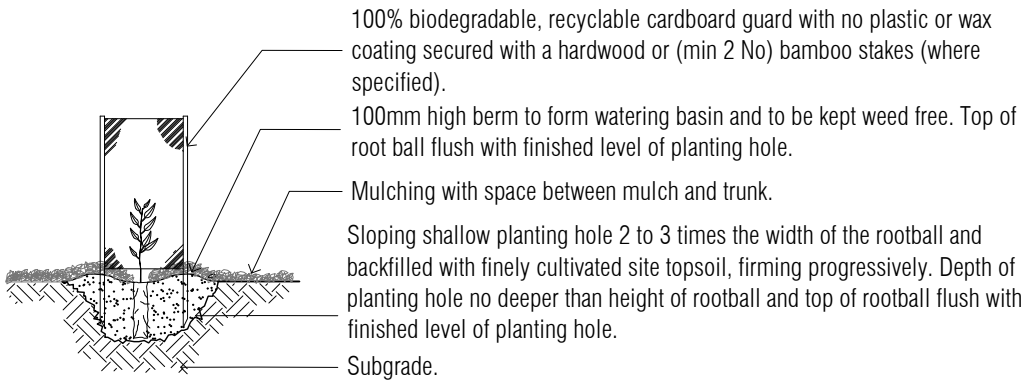 100% biodegradable, recyclable cardboard guard with no plastic or wax
coating secured with a hardwood or (min 2 No) bamboo stakes (where
specified).
100mm high berm to form watering basin and to be kept weed free. Top of
root ball flush with finished level of planting hole.
Mulching with space between mulch and trunk.
Sloping shallow planting hole 2 to 3 times the width of the rootball and
backfilled with finely cultivated site topsoil, firming progressively. Depth of
planting hole no deeper than height of rootball and top of rootball flush with
finished level of planting hole.
Subgrade.